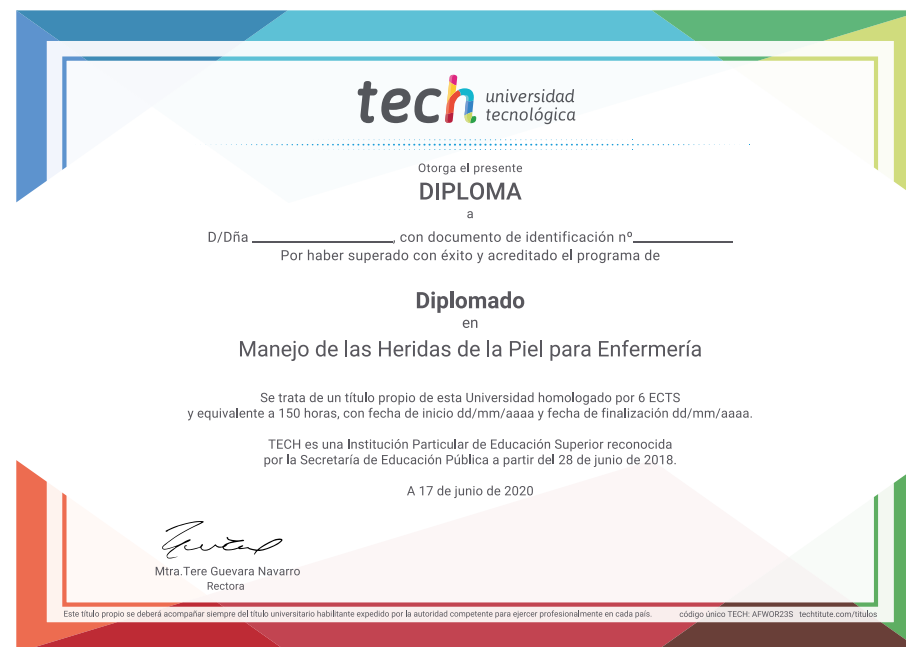 tech universidad
tecnológica
Otorga el presente
DIPLOMA
a
D/Dña ____________________, con documento de identificación nº______________
Por haber superado con éxito y acreditado el programa de
Diplomado
en
Manejo de las Heridas de la Piel para Enfermería
Se trata de un título propio de esta Universidad homologado por 6 ECTS
y equivalente a 150 horas, con fecha de inicio dd/mm/aaaa y fecha de finalización dd/mm/aaaa.
TECH es una Institución Particular de Educación Superior reconocida
por la Secretaría de Educación Pública a partir del 28 de junio de 2018.
A 17 de junio de 2020
Mtra.Tere Guevara Navarro
Rectora
Este título propio se deberá acompañar siempre del título universitario habilitante expedido por la autoridad competente para ejercer profesionalmente en cada país. código único TECH: AFWOR23S techtitute.com/títulos